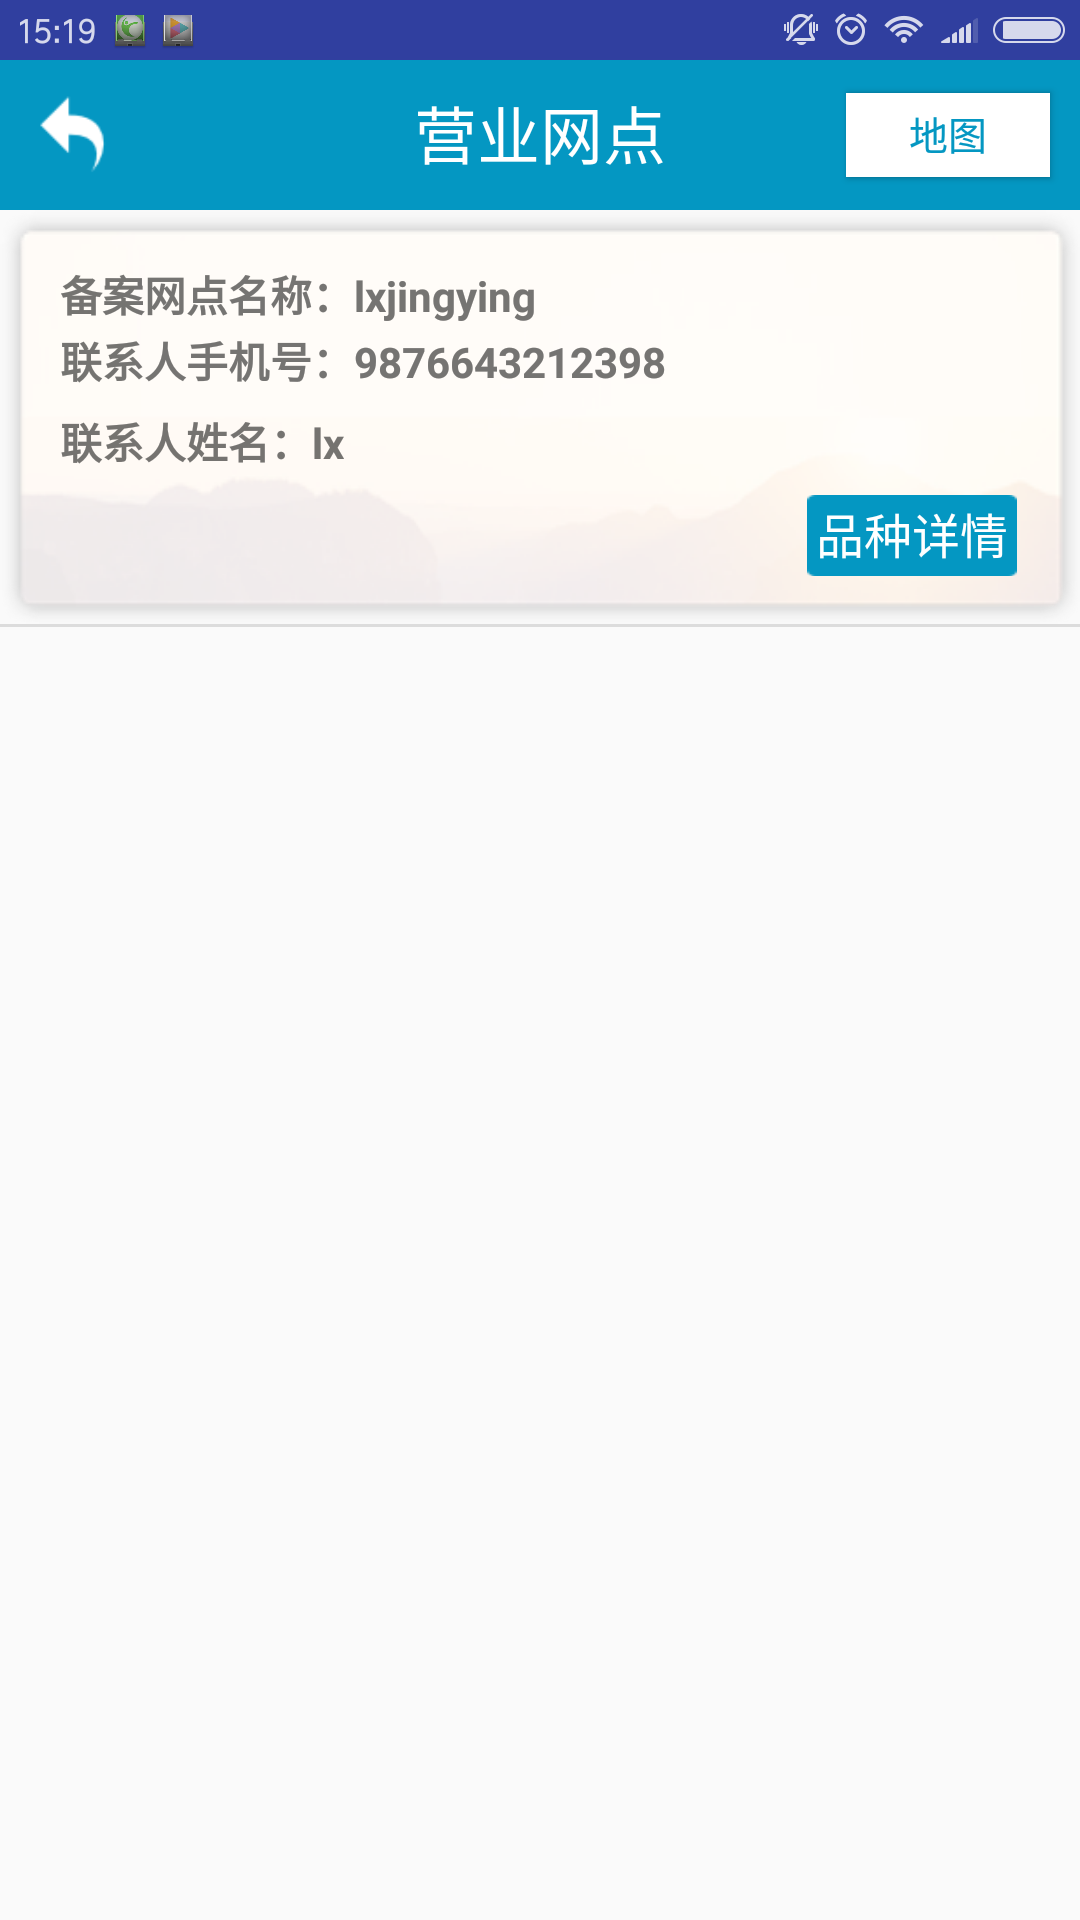 15:19
营业网点
地图
备案网点名称：lxjingying
联系人手机号：9876643212398
联系人姓名：lx
品种详情